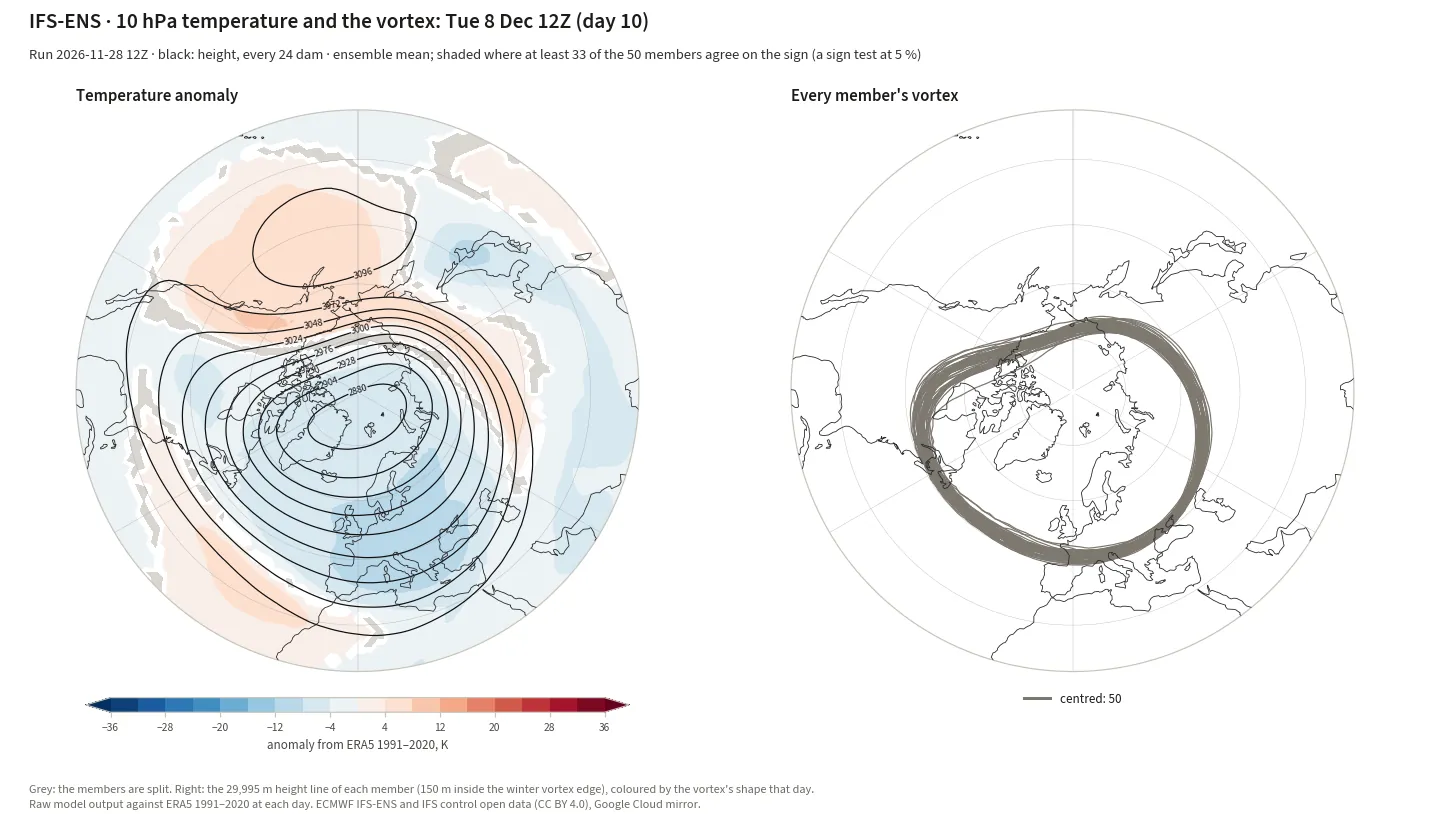 IFS-ENS · 10 hPa temperature and the vortex: Tue 8 Dec 12Z (day 10)
Run 2026-11-28 12Z · black: height, every 24 dam · ensemble mean; shaded where at least 33 of the 50 members agree on the sign (a sign test at 5 %)
Temperature anomaly
Every member's vortex
3096
3048
3000
3024
2976
2928
2904
2880
−36 −28 −20 −12 −4 4 12 20 28 36
anomaly from ERA5 1991–2020, K
centred: 50
Grey: the members are split. Right: the 29,995 m height line of each member (150 m inside the winter vortex edge), coloured by the vortex's shape that day.
Raw model output against ERA5 1991–2020 at each day. ECMWF IFS-ENS and IFS control open data (CC BY 4.0), Google Cloud mirror.